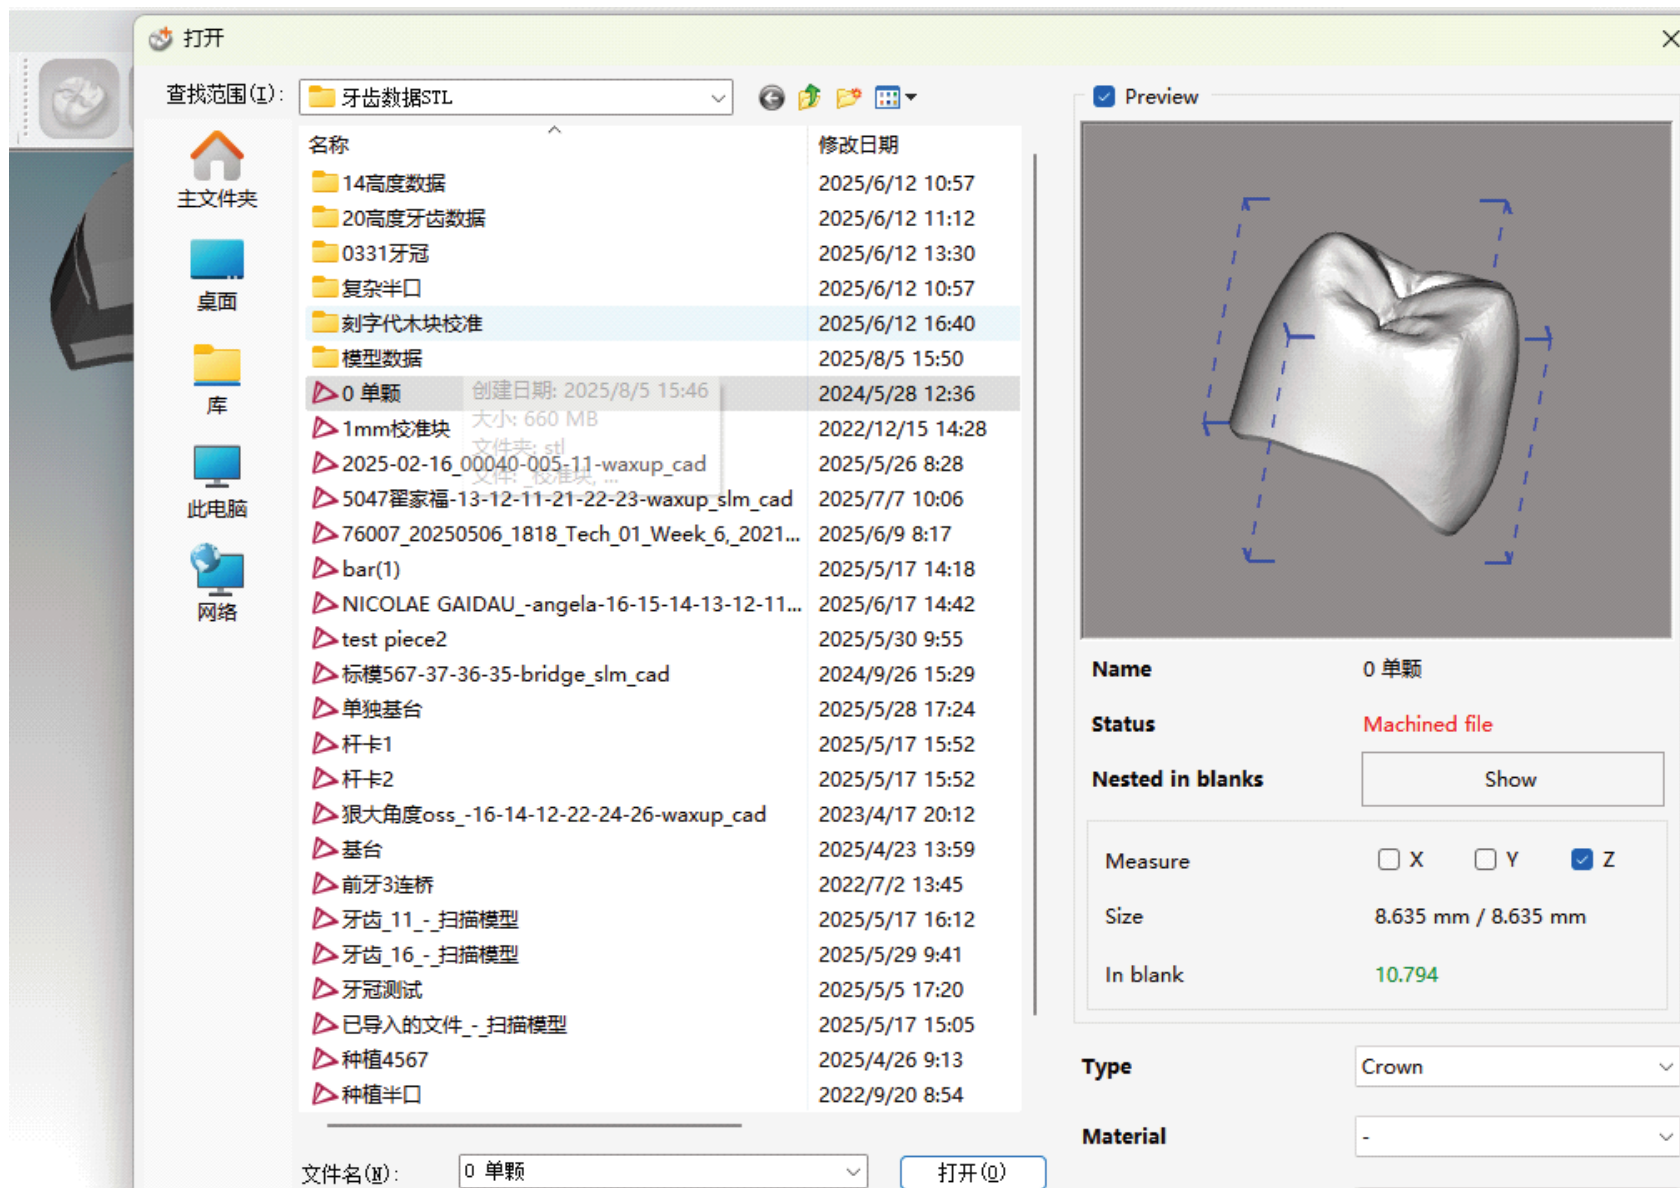 打开
查找范围(I):
牙齿数据STL
主文件夹
桌面
库
此电脑
网络
名称 修改日期
14高度数据 2025/6/12 10:57
20高度牙齿数据 2025/6/12 11:12
0331牙冠 2025/6/12 13:30
复杂半口 2025/6/12 10:57
刻字代木块校准 2025/6/12 16:40
模型数据 2025/8/5 15:50
0 单颗 2024/5/28 12:36
1mm校准块 2022/12/15 14:28
2025-02-16_00040-005-11-waxup_cad 2025/5/26 8:28
5047翟家福-13-12-11-21-22-23-waxup_slm_cad 2025/7/7 10:06
76007_20250506_1818_Tech_01_Week_6,_2021... 2025/6/9 8:17
bar(1) 2025/5/17 14:18
NICOLAE GAIDAU_-angela-16-15-14-13-12-11... 2025/6/17 14:42
test piece2 2025/5/30 9:55
标模567-37-36-35-bridge_slm_cad 2024/9/26 15:29
单独基台 2025/5/28 17:24
杆卡1 2025/5/17 15:52
杆卡2 2025/5/17 15:52
狠大角度oss_-16-14-12-22-24-26-waxup_cad 2023/4/17 20:12
基台 2025/4/23 13:59
前牙3连桥 2022/7/2 13:45
牙齿_11_-_扫描模型 2025/5/17 16:12
牙齿_16_-_扫描模型 2025/5/29 9:41
牙冠测试 2025/5/5 17:20
已导入的文件_-_扫描模型 2025/5/17 15:05
种植4567 2025/4/26 9:13
种植半口 2022/9/20 8:54
创建日期: 2025/8/5 15:46
大小: 660 MB
文件夹: stl
文件: _校准块, ...
文件名(N):
0 单颗
打开(O)
Preview
Name 0 单颗
Status Machined file
Nested in blanks Show
Measure X Y Z
Size 8.635 mm / 8.635 mm
In blank 10.794
Type Crown
Material -